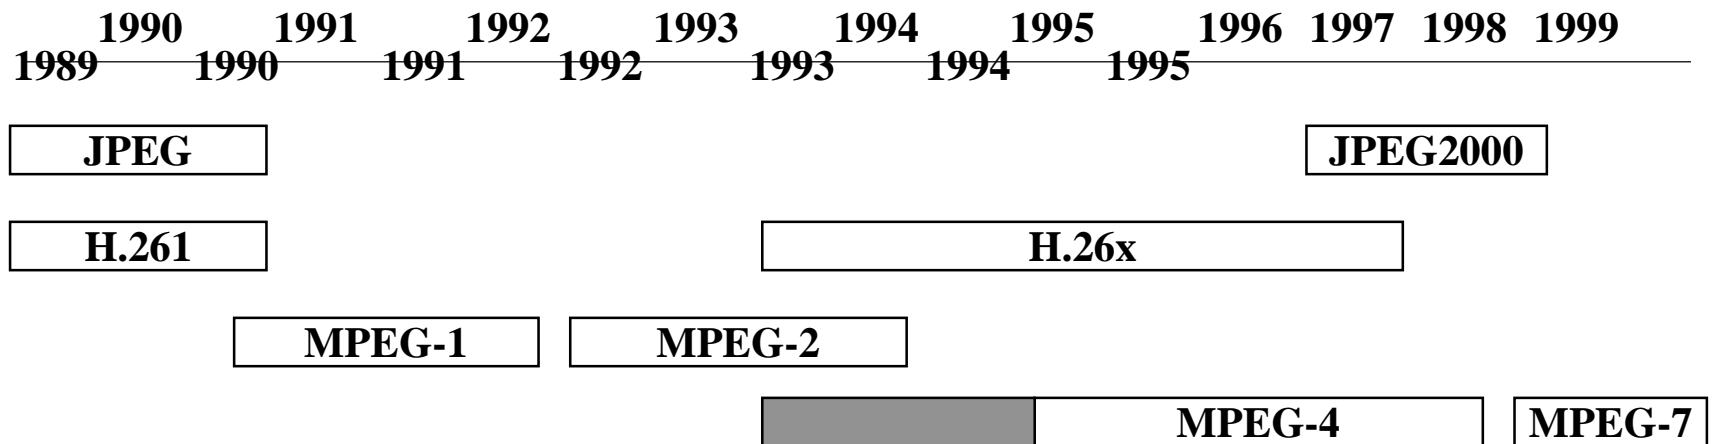 1990 1991 1992 1993 1994 1995 1996 1997 1998 1999
1989 1990 1991 1992 1993 1994 1995
JPEG JPEG2000
H.261 H.26x
MPEG-1 MPEG-2
MPEG-4 MPEG-7